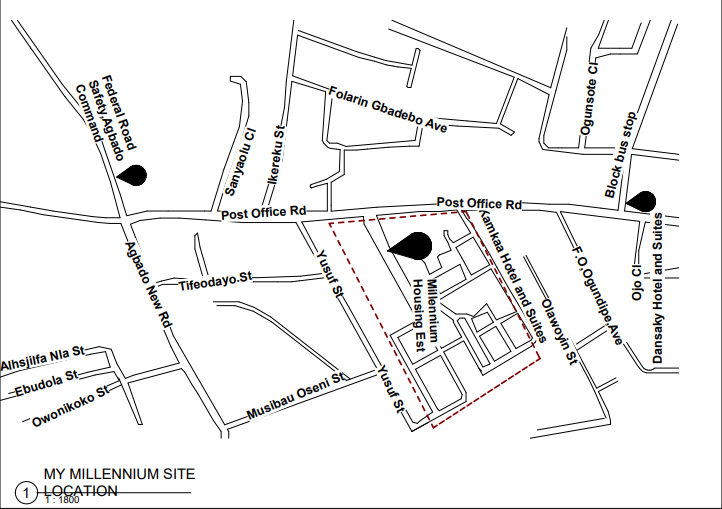 Federal Road
Safety,Agbado
Command
Sanyaolu Cl
Ikereku St
Folarin Gbadebo Ave
Ogunsote Cl
Block bus stop
Post Office Rd
Post Office Rd
Agbado New Rd
Tifeodayo.St
Yusuf St
Millennium
Housing Est
Kamkaa Hotel and Suites
Olawoyin St
F.O,Ogundipe.Ave
Ojo Cl
Dansaky Hotel and Suites
Alhsjilfa Nla St
Ebudola St
Owonikoko St
Musibau Oseni St
Yusuf St
1
MY MILLENNIUM SITE
LOCATION
1 : 1800